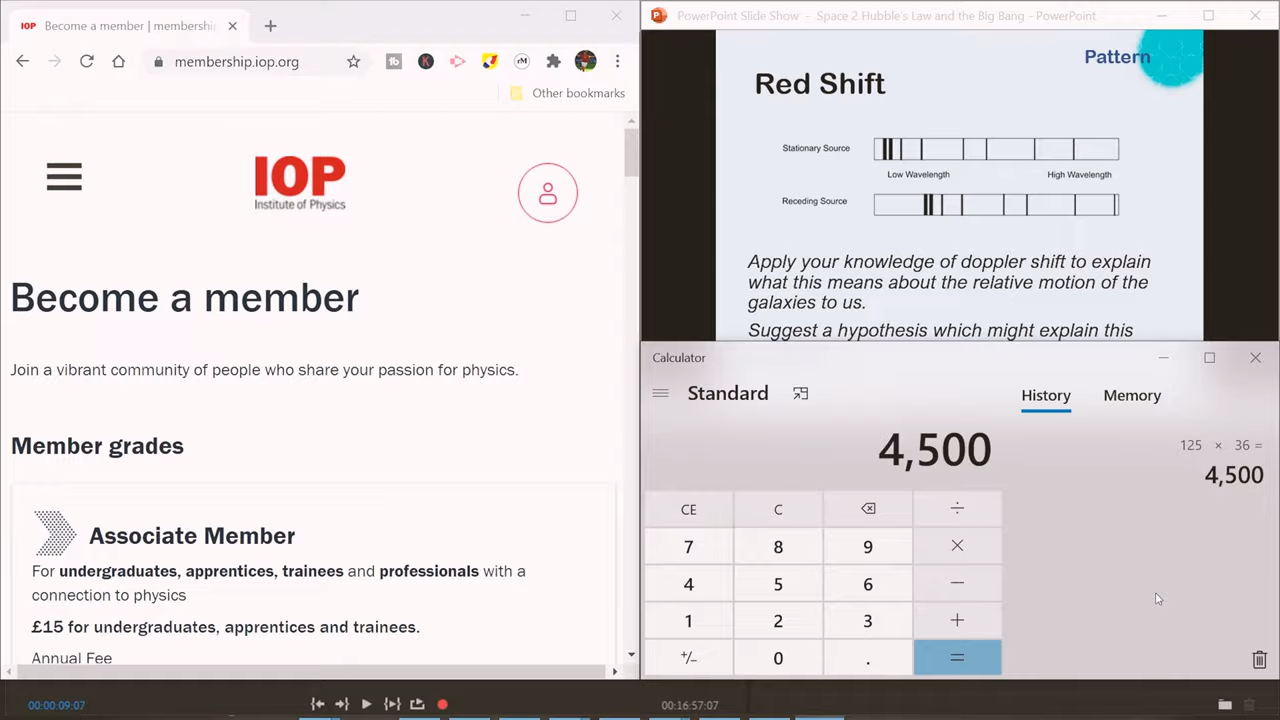 IOP Become a member | membershi
membership.iop.org
Other bookmarks
IOP
Institute of Physics
Become a member
Join a vibrant community of people who share your passion for physics.
Member grades
Associate Member
For undergraduates, apprentices, trainees and professionals with a
connection to physics
£15 for undergraduates, apprentices and trainees.
Annual Fee
PowerPoint Slide Show - Space 2 Hubble's Law and the Big Bang - PowerPoint
Pattern
Red Shift
Stationary Source
Low Wavelength High Wavelength
Receding Source
Apply your knowledge of doppler shift to explain
what this means about the relative motion of the
galaxies to us.
Suggest a hypothesis which might explain this
Calculator
Standard
History Memory
4,500
125 × 36 =
4,500
CE C ÷
7 8 9 ×
4 5 6 −
1 2 3 +
+/− 0 . =
00:00:09:07
00:16:57:07